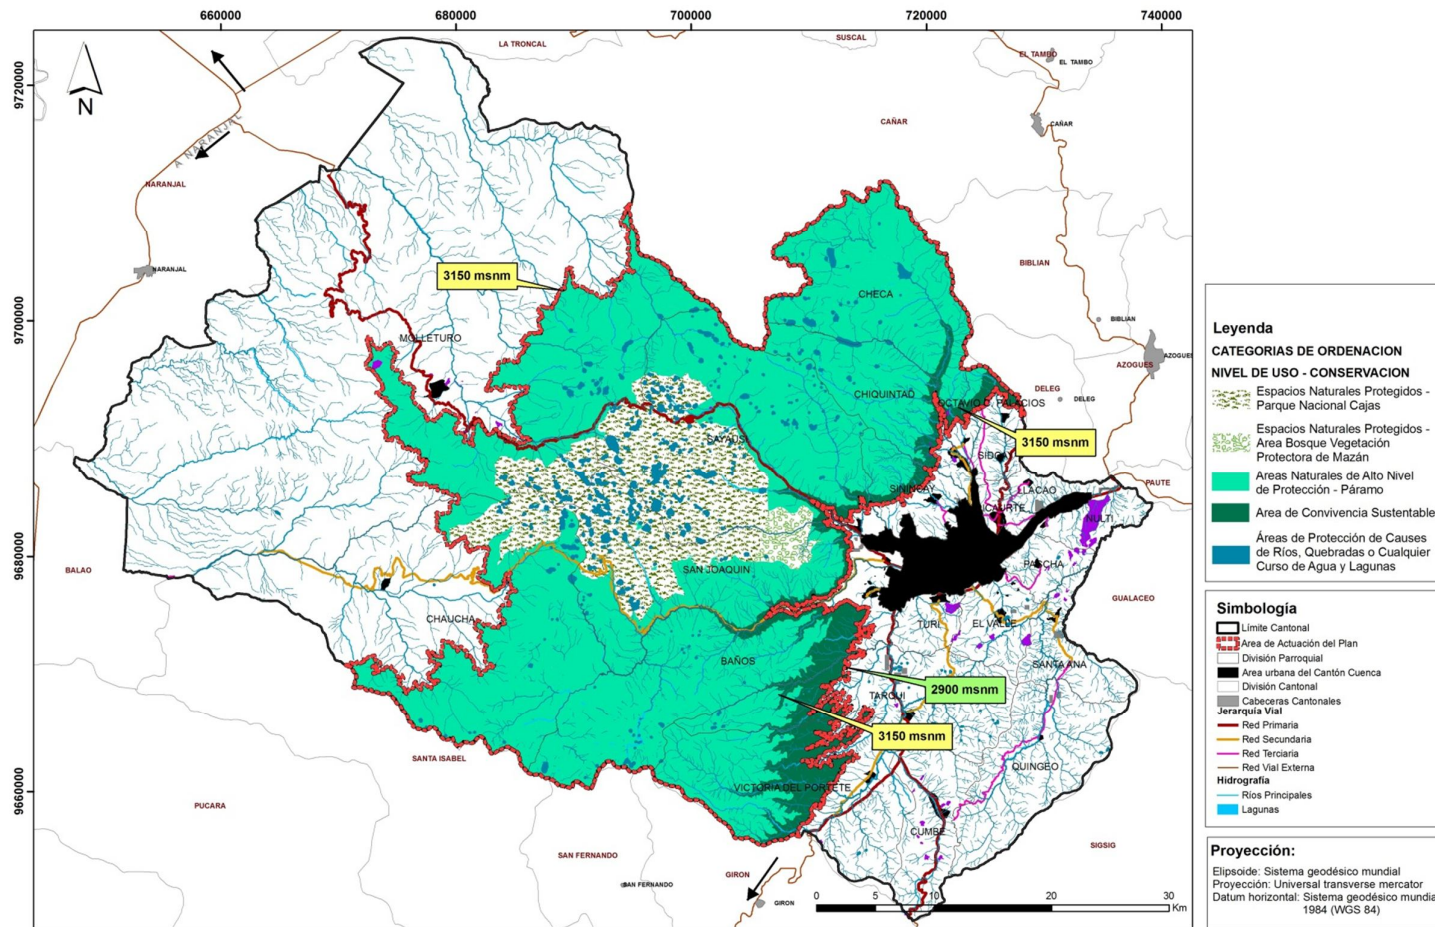 660000
680000
700000
720000
740000
9720000
9700000
9680000
9660000
N
A NARANJAL
LA TRONCAL
SUSCAL
EL TAMBO
EL TAMBO
CAÑAR
CAÑAR
NARANJAL
NARANJAL
BIBLIAN
BIBLIAN
3150 msnm
CHECA
MOLLETURO
AZOGUES
AZOGUES
DELEG
DELEG
CHIQUINTAD
OCTAVIO D. PALACIOS
3150 msnm
SAYAUSI
SIDCAY
SININCAY
LLACAO
RICAURTE
PAUTE
NULTI
BALAO
SAN JOAQUIN
PACCHA
GUALACEO
CHAUCHA
TURI
EL VALLE
BAÑOS
SANTA ANA
2900 msnm
TARQUI
3150 msnm
SANTA ISABEL
QUINGEO
VICTORIA DEL PORTETE
PUCARA
CUMBE
SIGSIG
SAN FERNANDO
SAN FERNANDO
GIRON
GIRON
0 5 10 20 30
Km
Leyenda
CATEGORIAS DE ORDENACION
NIVEL DE USO - CONSERVACION
Espacios Naturales Protegidos -
Parque Nacional Cajas
Espacios Naturales Protegidos -
Area Bosque Vegetación
Protectora de Mazán
Areas Naturales de Alto Nivel
de Protección - Páramo
Area de Convivencia Sustentable
Áreas de Protección de Causes
de Ríos, Quebradas o Cualquier
Curso de Agua y Lagunas
Simbología
Límite Cantonal
Area de Actuación del Plan
División Parroquial
Area urbana del Cantón Cuenca
División Cantonal
Cabeceras Cantonales
Jerarquía Vial
Red Primaria
Red Secundaria
Red Terciaria
Red Vial Externa
Hidrografía
Ríos Principales
Lagunas
Proyección:
Elipsoide: Sistema geodésico mundial
Proyección: Universal transverse mercator
Datum horizontal: Sistema geodésico mundia
1984 (WGS 84)